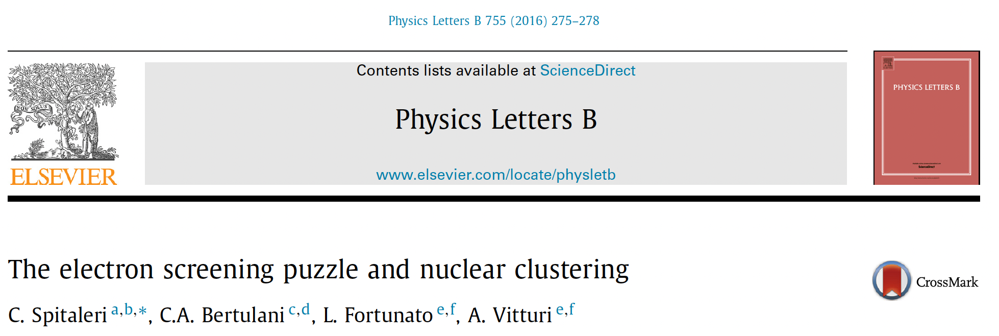 Physics Letters B 755 (2016) 275–278
Contents lists available at ScienceDirect
Physics Letters B
www.elsevier.com/locate/physletb
NON SOLUS
ELSEVIER
PHYSICS LETTERS B
ScienceDirect
The electron screening puzzle and nuclear clustering
CrossMark
C. Spitaleri a,b,∗, C.A. Bertulani c,d, L. Fortunato e,f, A. Vitturi e,f